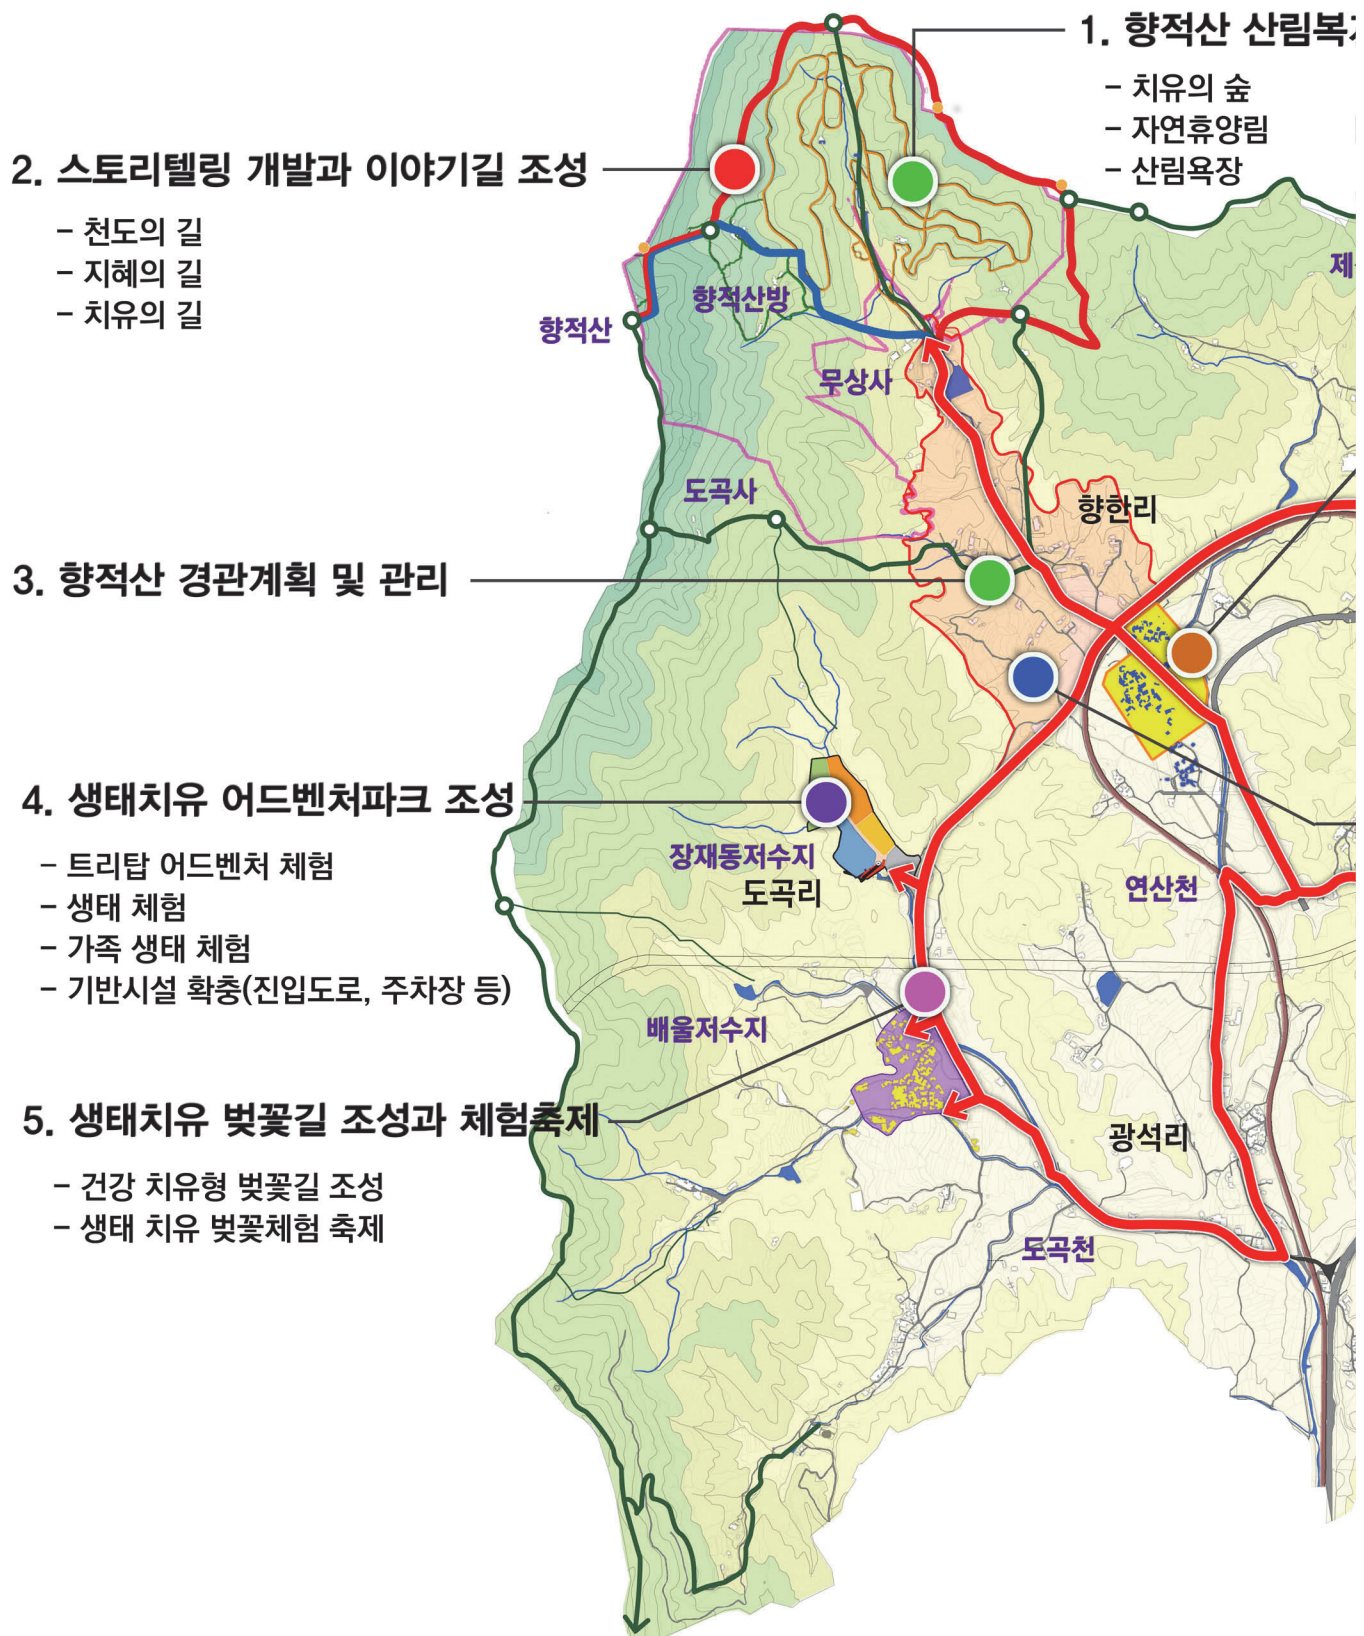 1. 향적산 산림복지
- 치유의 숲
- 자연휴양림
- 산림욕장
2. 스토리텔링 개발과 이야기길 조성
- 천도의 길
- 지혜의 길
- 치유의 길
제
향적산방
향적산
무상사
도곡사
향한리
3. 향적산 경관계획 및 관리
4. 생태치유 어드벤처파크 조성
- 트리탑 어드벤처 체험
- 생태 체험
- 가족 생태 체험
- 기반시설 확충(진입도로, 주차장 등)
장재동저수지
도곡리
연산천
배울저수지
5. 생태치유 벚꽃길 조성과 체험축제
- 건강 치유형 벚꽃길 조성
- 생태 치유 벚꽃체험 축제
광석리
도곡천